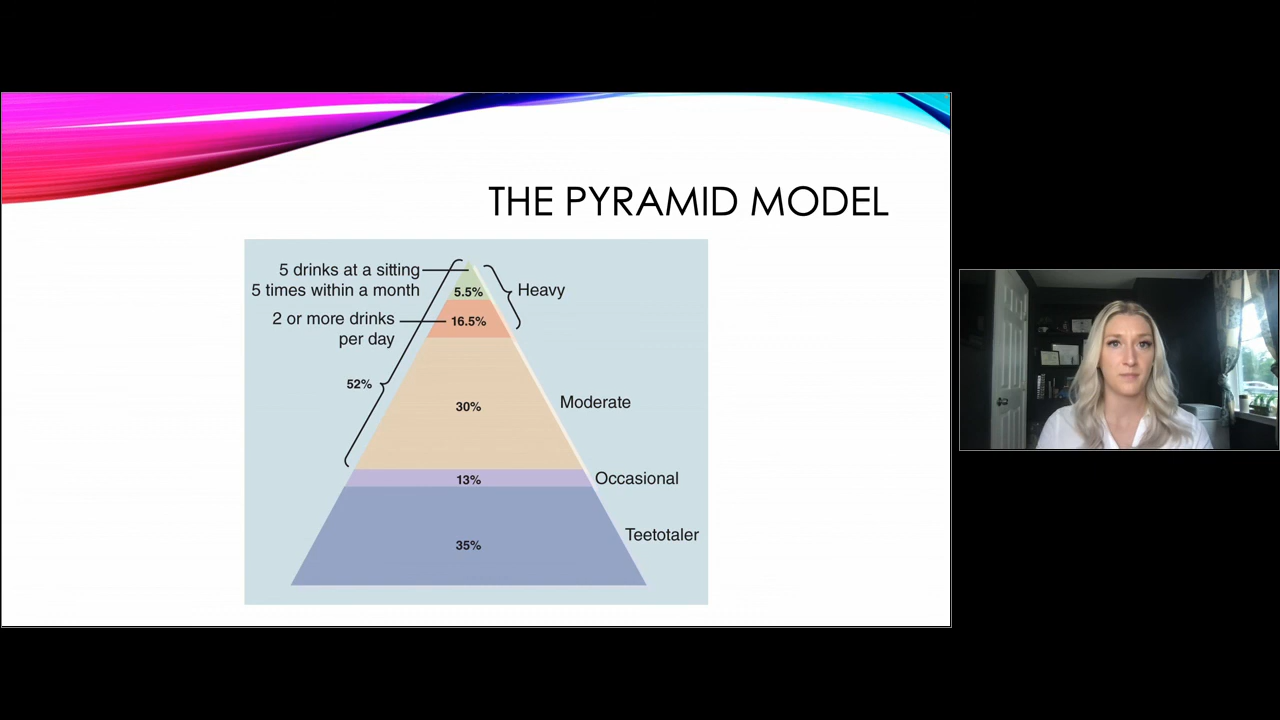 THE PYRAMID MODEL
5 drinks at a sitting
5 times within a month
5.5%
Heavy
2 or more drinks
per day
16.5%
52%
30%
Moderate
13%
Occasional
35%
Teetotaler